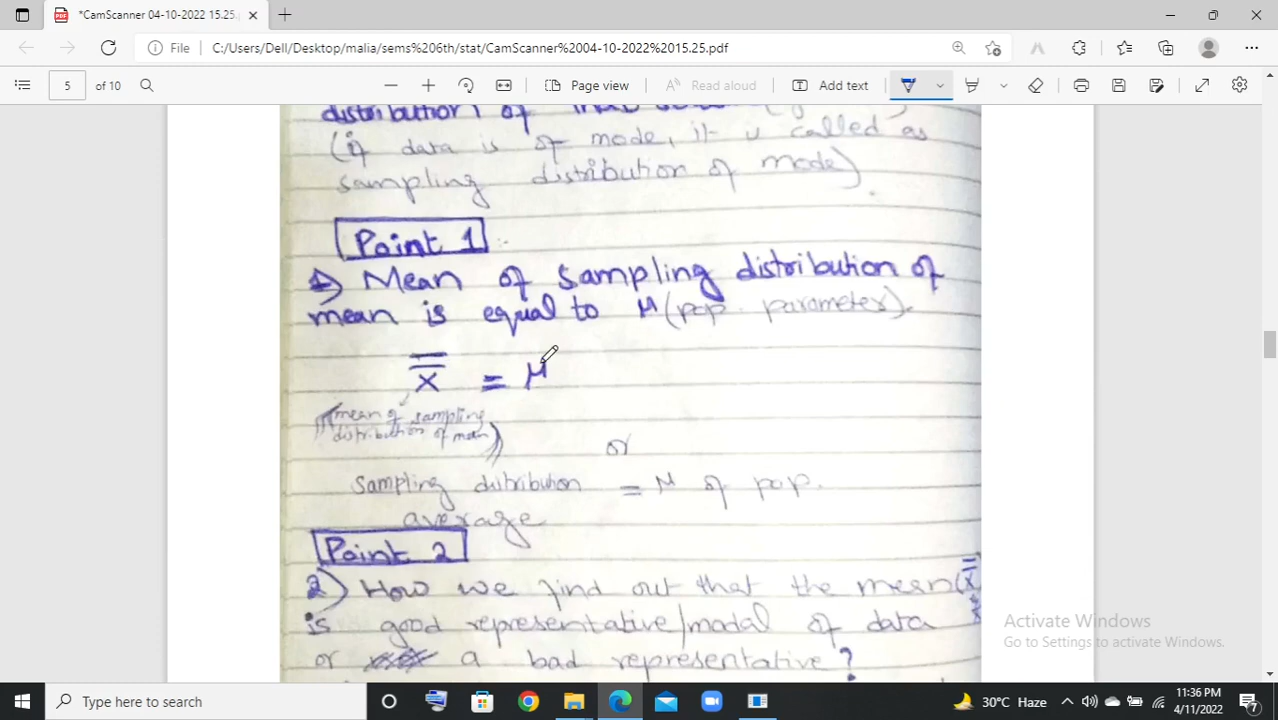 *CamScanner 04-10-2022 15.25.
File C:/Users/Dell/Desktop/malia/sems%206th/stat/CamScanner%2004-10-2022%2015.25.pdf
5 of 10 Page view Read aloud Add text
distribution of
(if data is of mode, it is called as
sampling distribution of mode)
Point 1
1) Mean of sampling distribution of
mean is equal to μ (pop. parameter).
x̿ = μ
(mean of sampling
distribution of mean)
or
Sampling distribution = μ of pop.
average
Point 2
2) How we find out that the mean (x̿
is good representative/modal of data
or a bad representative?
Activate Windows
Go to Settings to activate Windows.
Type here to search
30°C Haze
11:36 PM
4/11/2022
7